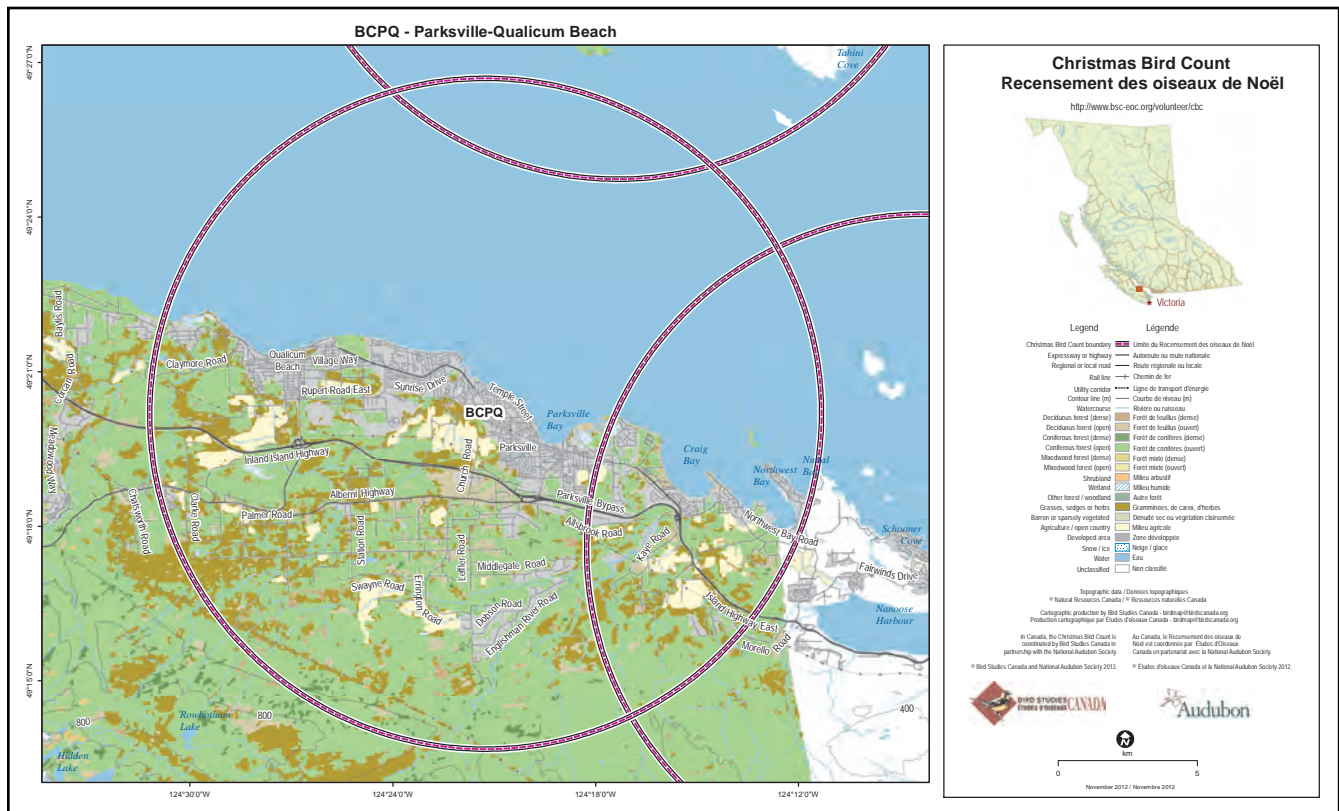 BCPQ - Parksville-Qualicum Beach
49°27'0"N
49°24'0"N
49°21'0"N
49°18'0"N
49°15'0"N
124°30'0"W
124°24'0"W
124°18'0"W
124°12'0"W
Tahini
Cove
Baylis Road
Corcan Road
Meadowood Way
Claymore Road
Qualicum
Beach
Village Way
Rupert Road East
Sunrise Drive
Temple Street
BCPQ
Parksville
Bay
Parksville
Craig
Bay
Northwest
Bay
Nuttal
Bay
Schooner
Cove
Inland Island Highway
Church Road
Alberni Highway
Parksville Bypass
Chatsworth Road
Clarke Road
Palmer Road
Station Road
Allsbrook Road
Northwest Bay Road
Kaye Road
Leffler Road
Middlegate Road
Fairwinds Drive
Swayne Road
Errington Road
Dobson Road
Englishman River Road
Island Highway East
Nanoose
Harbour
Morello Road
800
Rowbotham
Lake
800
400
Hidden
Lake
Christmas Bird Count
Recensement des oiseaux de Noël
http://www.bsc-eoc.org/volunteer/cbc
Victoria
Legend Légende
Christmas Bird Count boundary Limite du Recensement des oiseaux de Noël
Expressway or highway Autoroute ou route nationale
Regional or local road Route régionale ou locale
Rail line Chemin de fer
Utility corridor Ligne de transport d'énergie
Contour line (m) Courbe de niveau (m)
Watercourse Rivière ou ruisseau
Deciduous forest (dense) Forêt de feuillus (dense)
Deciduous forest (open) Forêt de feuillus (ouvert)
Coniferous forest (dense) Forêt de conifères (dense)
Coniferous forest (open) Forêt de conifères (ouvert)
Mixedwood forest (dense) Forêt mixte (dense)
Mixedwood forest (open) Forêt mixte (ouvert)
Shrubland Milieu arbustif
Wetland Milieu humide
Other forest / woodland Autre forêt
Grasses, sedges or herbs Gramminées, de carex, d'herbes
Barren or sparsely vegetated Dénudé sec ou végétation clairsemée
Agriculture / open country Milieu agricole
Developed area Zone développée
Snow / ice Neige / glace
Water Eau
Unclassified Non classifié
Topographic data / Données topographiques
© Natural Resources Canada / © Ressources naturelles Canada
Cartographic production by Bird Studies Canada - birdmap@birdscanada.org
Production cartographique par Études d'oiseaux Canada - birdmap@birdscanada.org
In Canada, the Christmas Bird Count is
coordinated by Bird Studies Canada in
partnership with the National Audubon Society.
Au Canada, le Recensement des oiseaux de
Noël est coordonnée par Études d'Oiseaux
Canada en partenariat avec la National Audubon Society.
© Bird Studies Canada and National Audubon Society 2012.
© Études d'oiseaux Canada et la National Audubon Society 2012.
BIRD STUDIES
ÉTUDES D'OISEAUX CANADA
Audubon
N
km
0 5
November 2012 / Novembre 2012